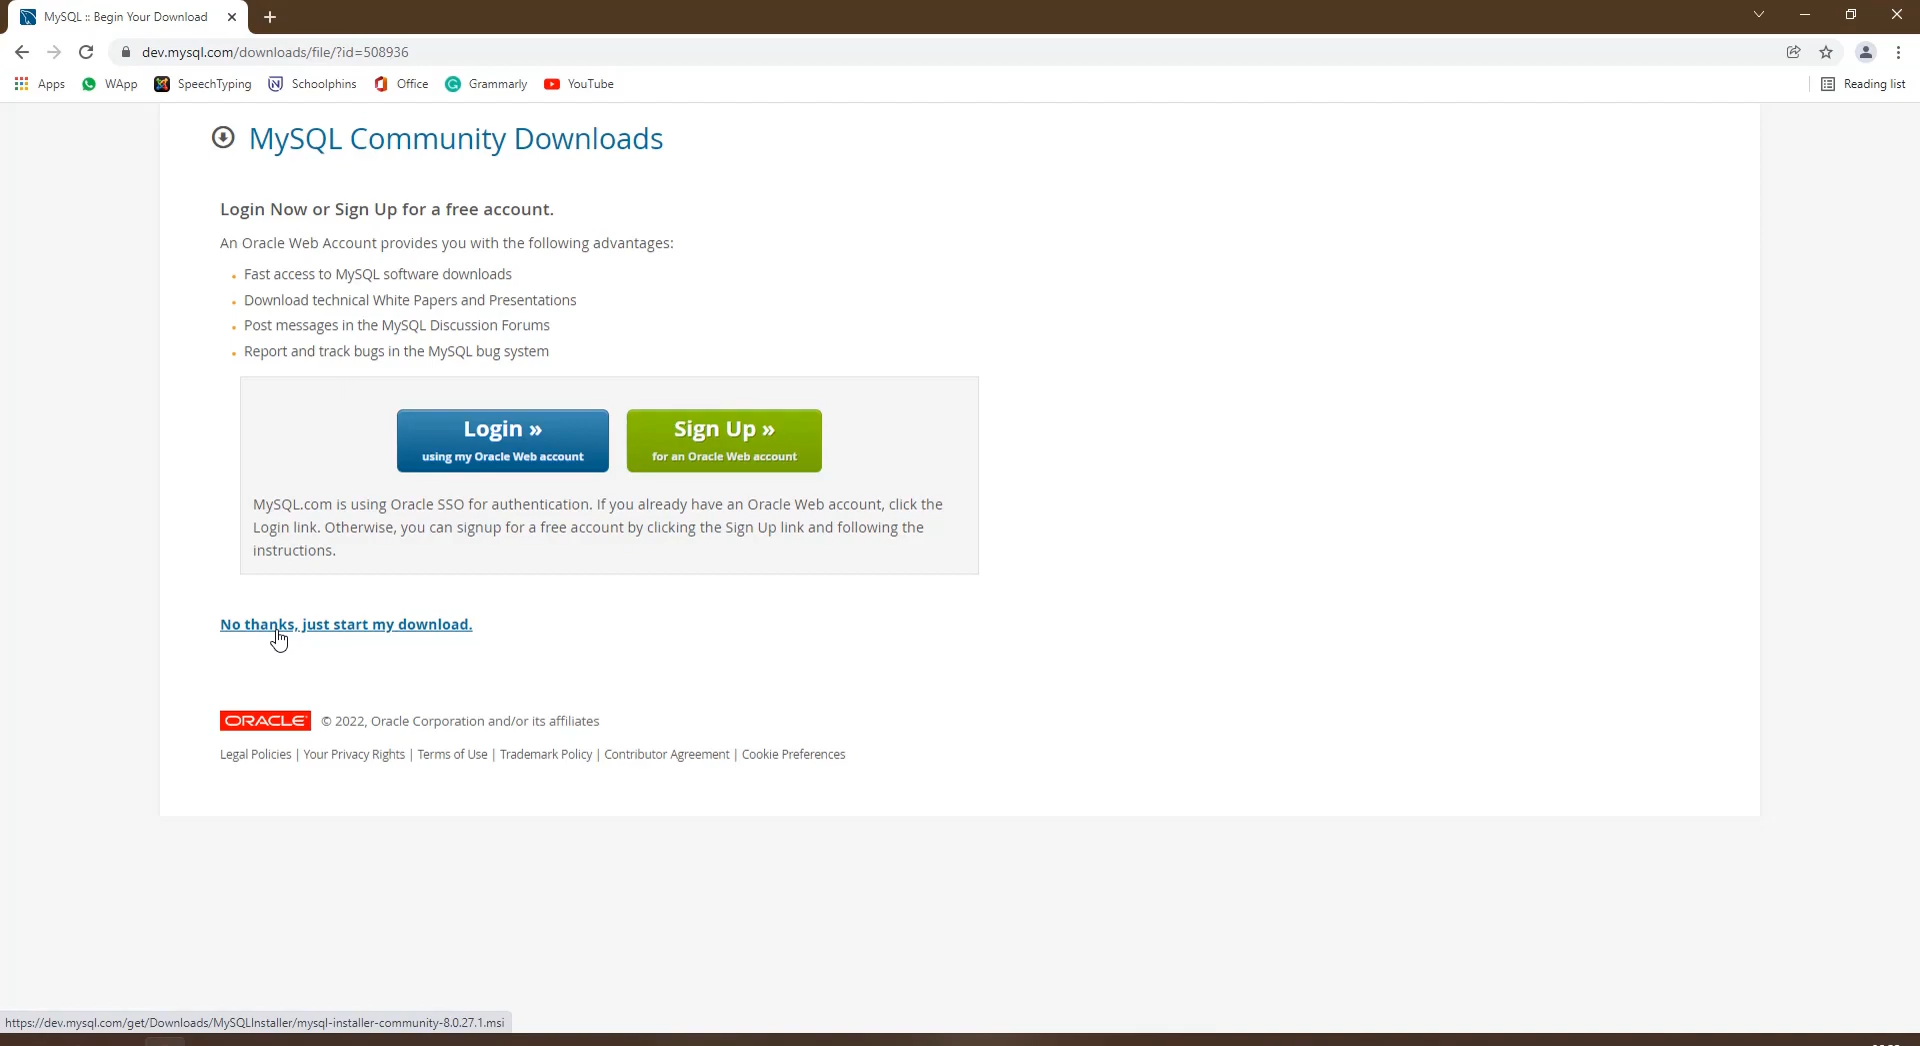 MySQL :: Begin Your Download
dev.mysql.com/downloads/file/?id=508936
Apps WApp SpeechTyping Schoolphins Office Grammarly YouTube Reading list
MySQL Community Downloads
Login Now or Sign Up for a free account.
An Oracle Web Account provides you with the following advantages:
Fast access to MySQL software downloads
Download technical White Papers and Presentations
Post messages in the MySQL Discussion Forums
Report and track bugs in the MySQL bug system
Login » Sign Up »
using my Oracle Web account for an Oracle Web account
MySQL.com is using Oracle SSO for authentication. If you already have an Oracle Web account, click the
Login link. Otherwise, you can signup for a free account by clicking the Sign Up link and following the
instructions.
No thanks, just start my download.
ORACLE © 2022, Oracle Corporation and/or its affiliates
Legal Policies | Your Privacy Rights | Terms of Use | Trademark Policy | Contributor Agreement | Cookie Preferences
https://dev.mysql.com/get/Downloads/MySQLInstaller/mysql-installer-community-8.0.27.1.msi